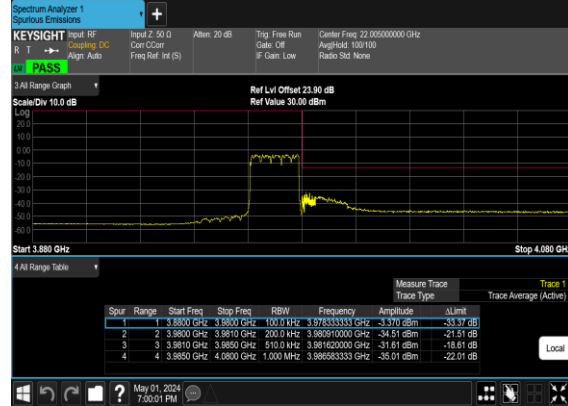 Spectrum Analyzer 1
Spurious Emissions
+
KEYSIGHT Input: RF Input Z: 50 Ω Atten: 20 dB Trig: Free Run Center Freq: 22.005000000 GHz
R T Coupling: DC Corr CCorr Gate: Off Avg|Hold: 100/100
Align: Auto Freq Ref: Int (S) IF Gain: Low Radio Std: None
PASS
3 All Range Graph Ref Lvl Offset 23.90 dB
Scale/Div 10.0 dB Ref Value 30.00 dBm
Log
20.0
10.0
0.00
-10.0
-20.0
-30.0
-40.0
-50.0
-60.0
Start 3.880 GHz Stop 4.080 GH
4 All Range Table
Measure Trace Trace 1
Trace Type Trace Average (Active)
Spur Range Start Freq Stop Freq RBW Frequency Amplitude ΔLimit
1 1 3.8800 GHz 3.9800 GHz 100.0 kHz 3.978333333 GHz -3.370 dBm -33.37 dB
2 2 3.9800 GHz 3.9810 GHz 200.0 kHz 3.980910000 GHz -34.51 dBm -21.51 dB
3 3 3.9810 GHz 3.9850 GHz 510.0 kHz 3.981620000 GHz -31.61 dBm -18.61 dB
4 4 3.9850 GHz 4.0800 GHz 1.000 MHz 3.986583333 GHz -35.01 dBm -22.01 dB
Local
? May 01, 2024
7:00:01 PM